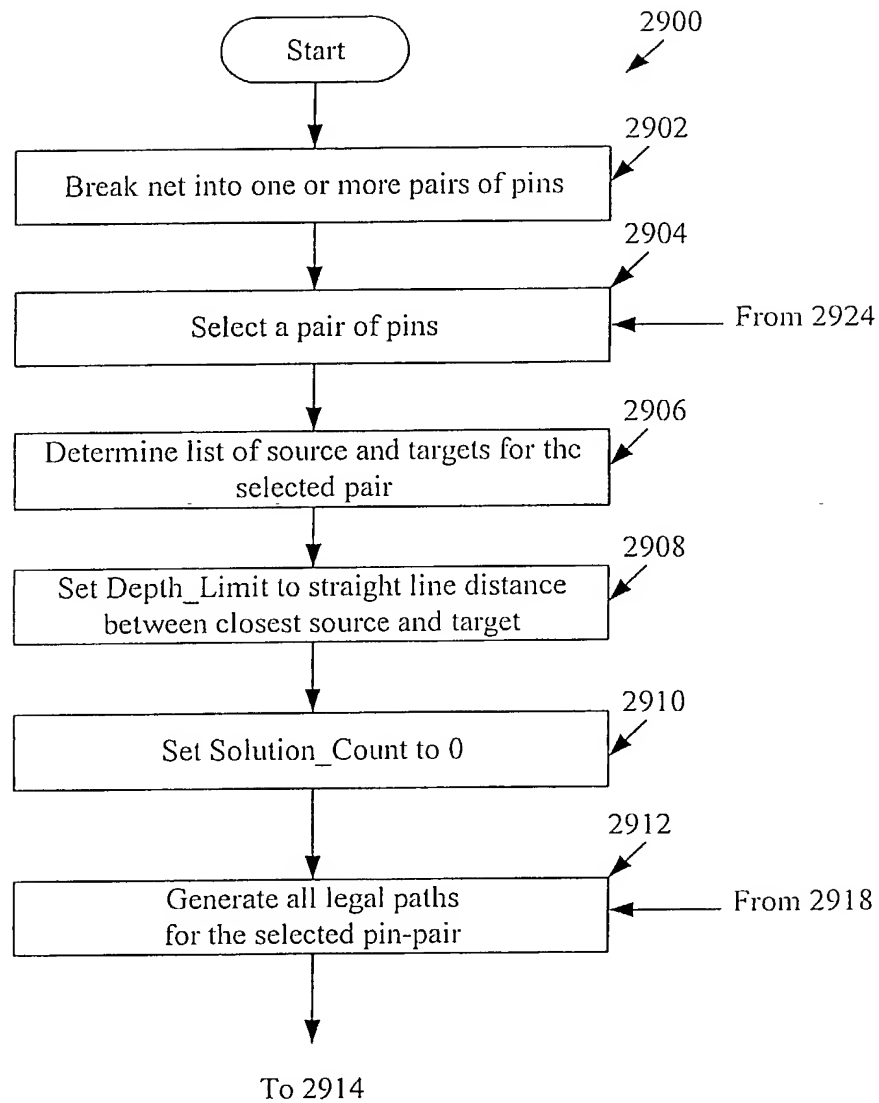 Start
2900
2902
Break net into one or more pairs of pins
2904
Select a pair of pins
From 2924
2906
Determine list of source and targets for the
selected pair
2908
Set Depth_Limit to straight line distance
between closest source and target
2910
Set Solution_Count to 0
2912
Generate all legal paths
for the selected pin-pair
From 2918
To 2914